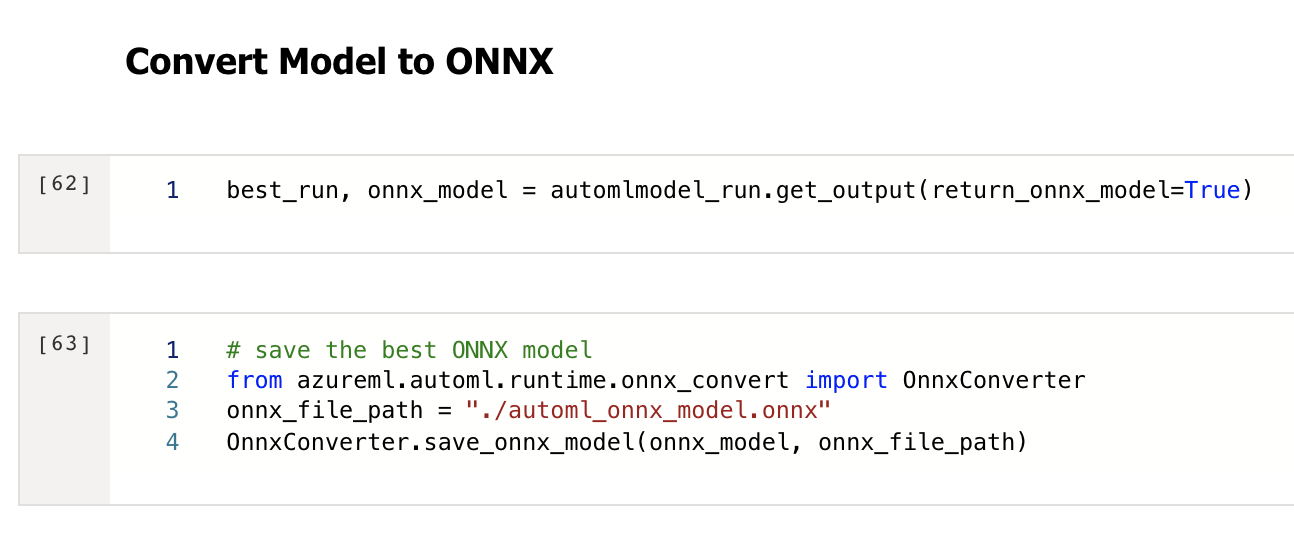 Convert Model to ONNX
[62]
1 best_run, onnx_model = automlmodel_run.get_output(return_onnx_model=True)
[63]
1 # save the best ONNX model
2 from azureml.automl.runtime.onnx_convert import OnnxConverter
3 onnx_file_path = "./automl_onnx_model.onnx"
4 OnnxConverter.save_onnx_model(onnx_model, onnx_file_path)